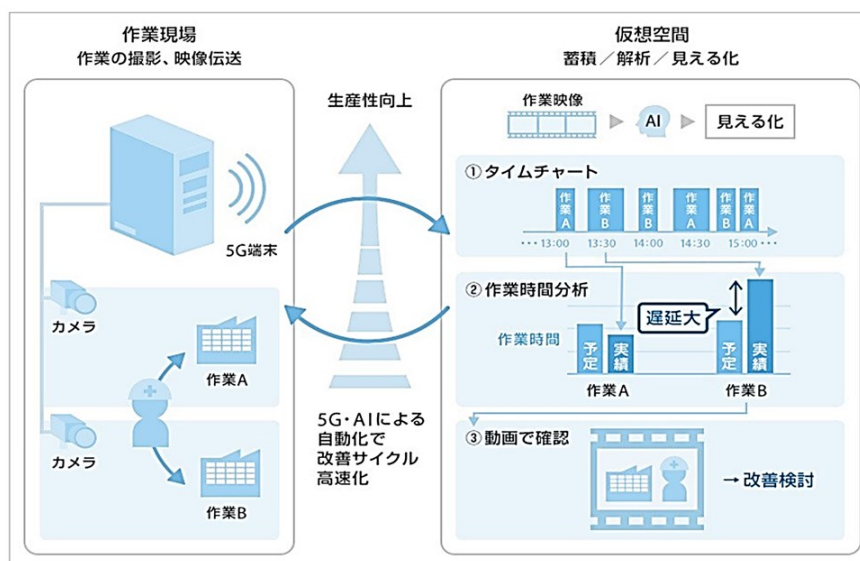 作業現場
作業の撮影、映像伝送
5G端末
カメラ
作業A
カメラ
作業B
生産性向上
5G・AIによる
自動化で
改善サイクル
高速化
仮想空間
蓄積／解析／見える化
作業映像
AI
見える化
①タイムチャート
作業A 作業B 作業B 作業A 作業B 作業A
… 13:00 13:30 14:00 14:30 15:00 …
②作業時間分析
遅延大
作業時間
予定 実績 予定 実績
作業A 作業B
③動画で確認
→改善検討